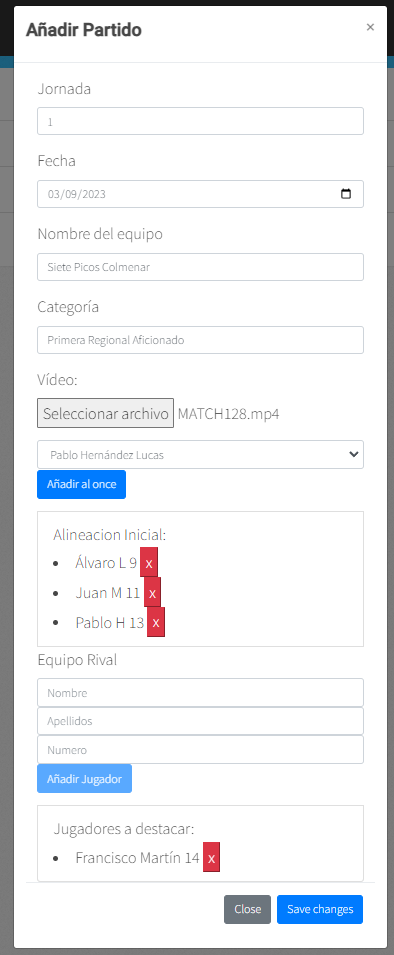 Añadir Partido
×
Jornada
1
Fecha
03/09/2023
Nombre del equipo
Siete Picos Colmenar
Categoría
Primera Regional Aficionado
Vídeo:
Seleccionar archivo MATCH128.mp4
Pablo Hernández Lucas
Añadir al once
Alineacion Inicial:
• Álvaro L 9 x
• Juan M 11 x
• Pablo H 13 x
Equipo Rival
Nombre
Apellidos
Numero
Añadir Jugador
Jugadores a destacar:
• Francisco Martín 14 x
Close Save changes